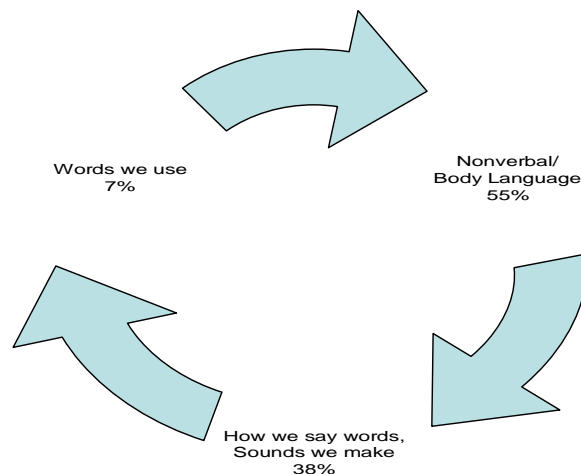 Words we use
7%
Nonverbal/
Body Language
55%
How we say words,
Sounds we make
38%